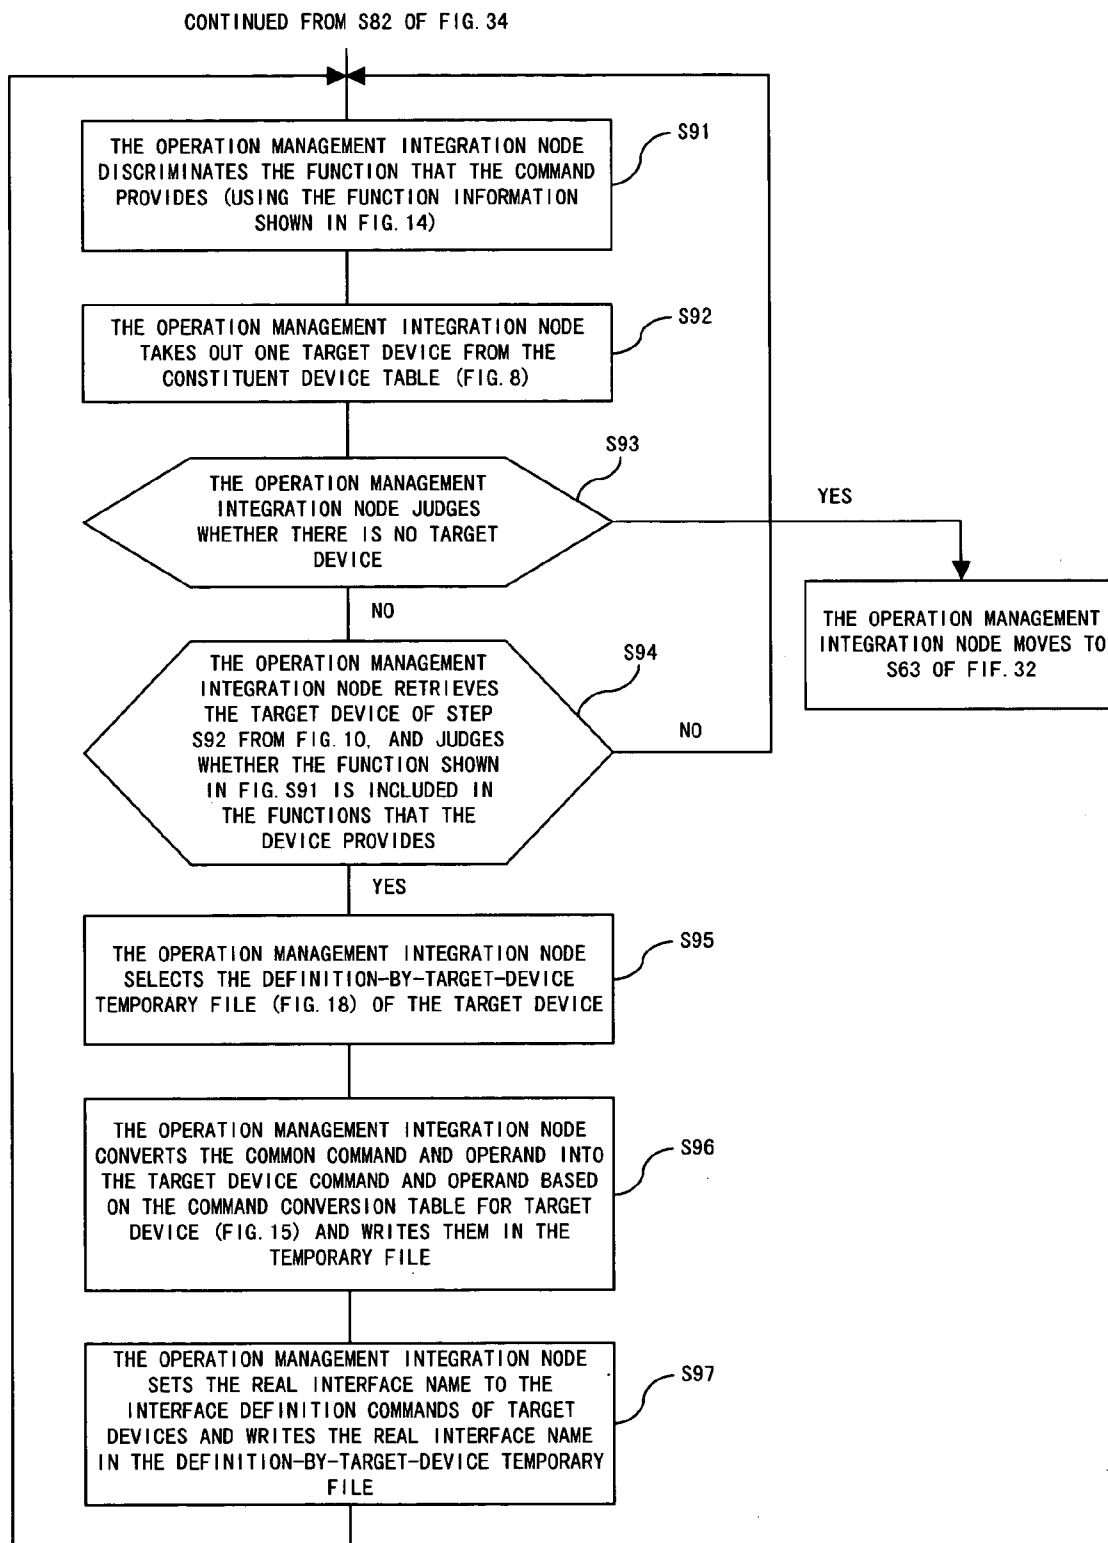 CONTINUED FROM S82 OF FIG. 34
THE OPERATION MANAGEMENT INTEGRATION NODE
DISCRIMINATES THE FUNCTION THAT THE COMMAND
PROVIDES (USING THE FUNCTION INFORMATION
SHOWN IN FIG. 14)
S91
THE OPERATION MANAGEMENT INTEGRATION NODE
TAKES OUT ONE TARGET DEVICE FROM THE
CONSTITUENT DEVICE TABLE (FIG. 8)
S92
THE OPERATION MANAGEMENT
INTEGRATION NODE JUDGES
WHETHER THERE IS NO TARGET
DEVICE
S93
YES
NO
THE OPERATION MANAGEMENT
INTEGRATION NODE MOVES TO
S63 OF FIF. 32
THE OPERATION MANAGEMENT
INTEGRATION NODE RETRIEVES
THE TARGET DEVICE OF STEP
S92 FROM FIG. 10, AND JUDGES
WHETHER THE FUNCTION SHOWN
IN FIG. S91 IS INCLUDED IN
THE FUNCTIONS THAT THE
DEVICE PROVIDES
S94
NO
YES
THE OPERATION MANAGEMENT INTEGRATION NODE
SELECTS THE DEFINITION-BY-TARGET-DEVICE
TEMPORARY FILE (FIG. 18) OF THE TARGET DEVICE
S95
THE OPERATION MANAGEMENT INTEGRATION NODE
CONVERTS THE COMMON COMMAND AND OPERAND INTO
THE TARGET DEVICE COMMAND AND OPERAND BASED
ON THE COMMAND CONVERSION TABLE FOR TARGET
DEVICE (FIG. 15) AND WRITES THEM IN THE
TEMPORARY FILE
S96
THE OPERATION MANAGEMENT INTEGRATION NODE
SETS THE REAL INTERFACE NAME TO THE
INTERFACE DEFINITION COMMANDS OF TARGET
DEVICES AND WRITES THE REAL INTERFACE NAME
IN THE DEFINITION-BY-TARGET-DEVICE TEMPORARY
FILE
S97